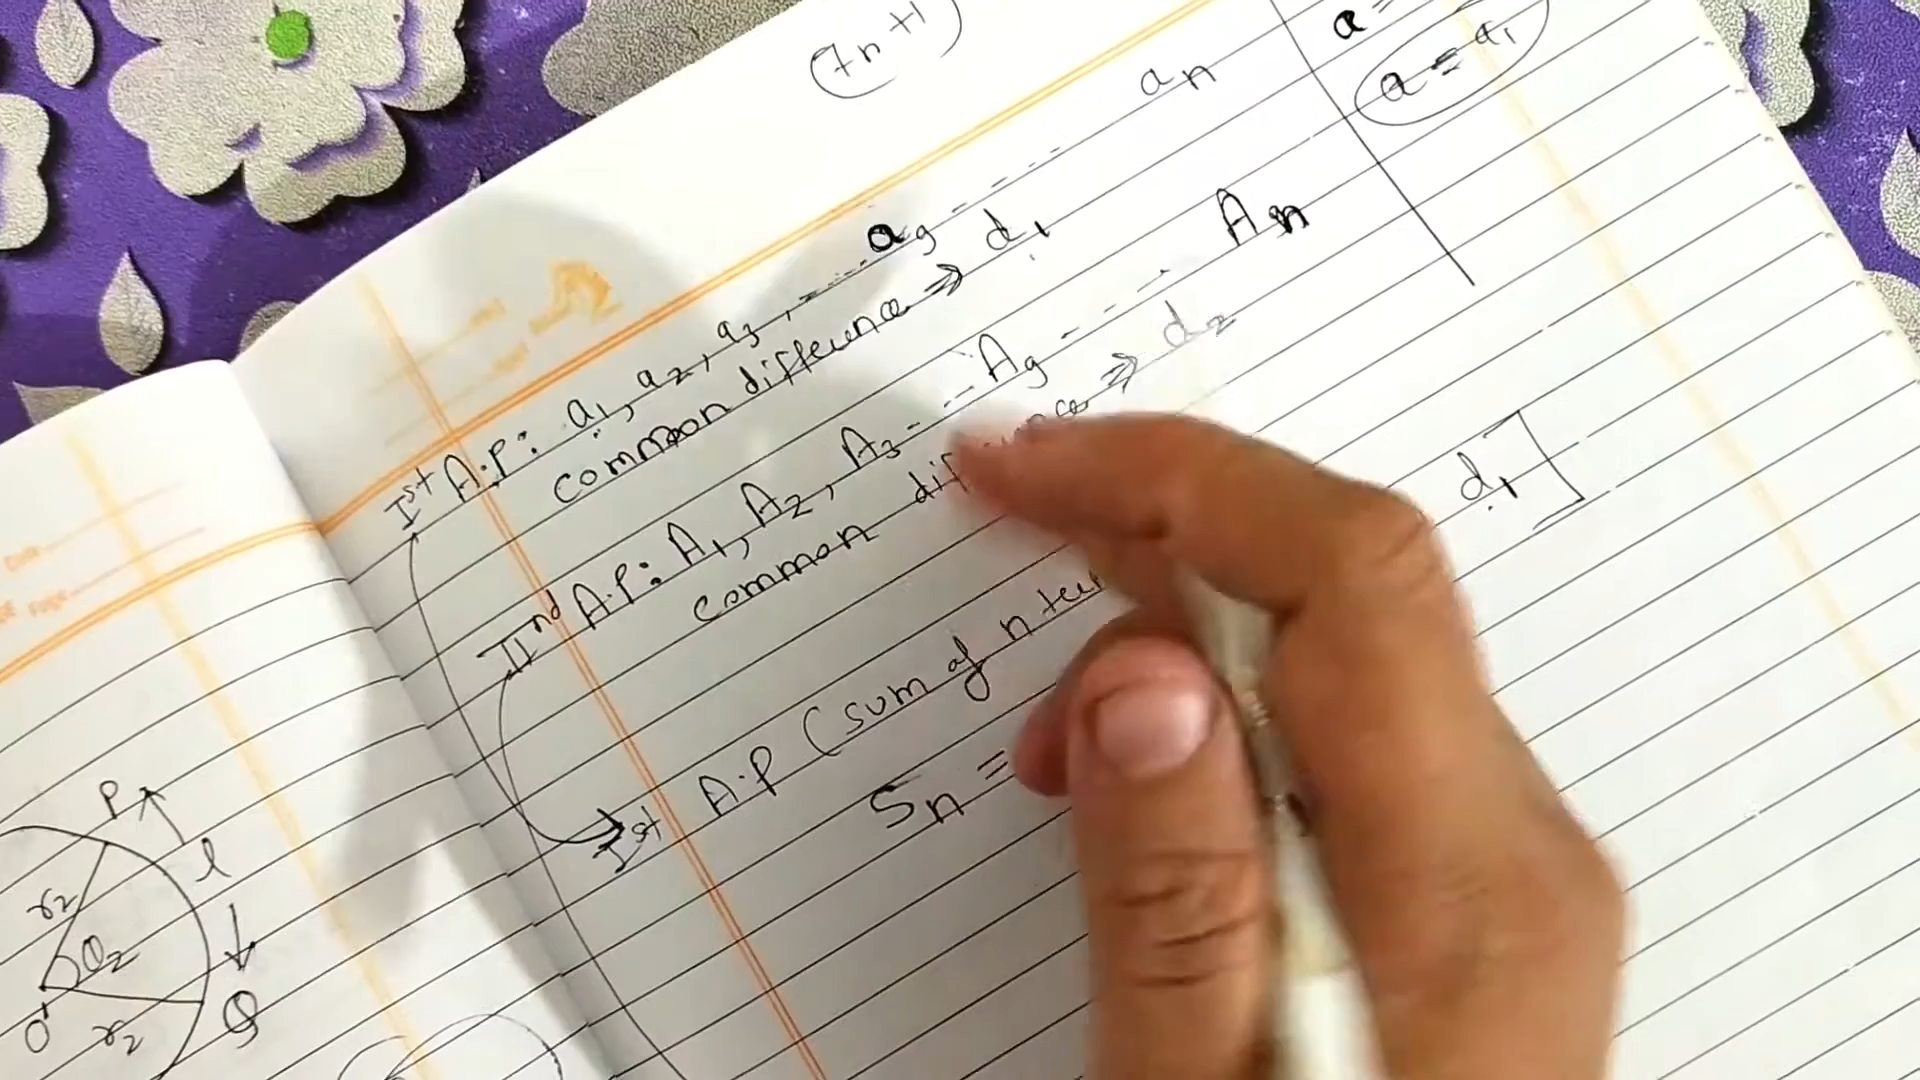 (7n+1)
a =
a = a₁
Iˢᵗ A.P: a₁, a₂, a₃, --- a₉ ---- aₙ
common difference ⇒ d₁
IIⁿᵈ A.P: A₁, A₂, A₃ --- A₉ ---- Aₙ
common difference ⇒ d₂
Iˢᵗ A.P (sum of n
Sₙ =
d₁]
P
l
r₂
θ₂
O
r₂
Q